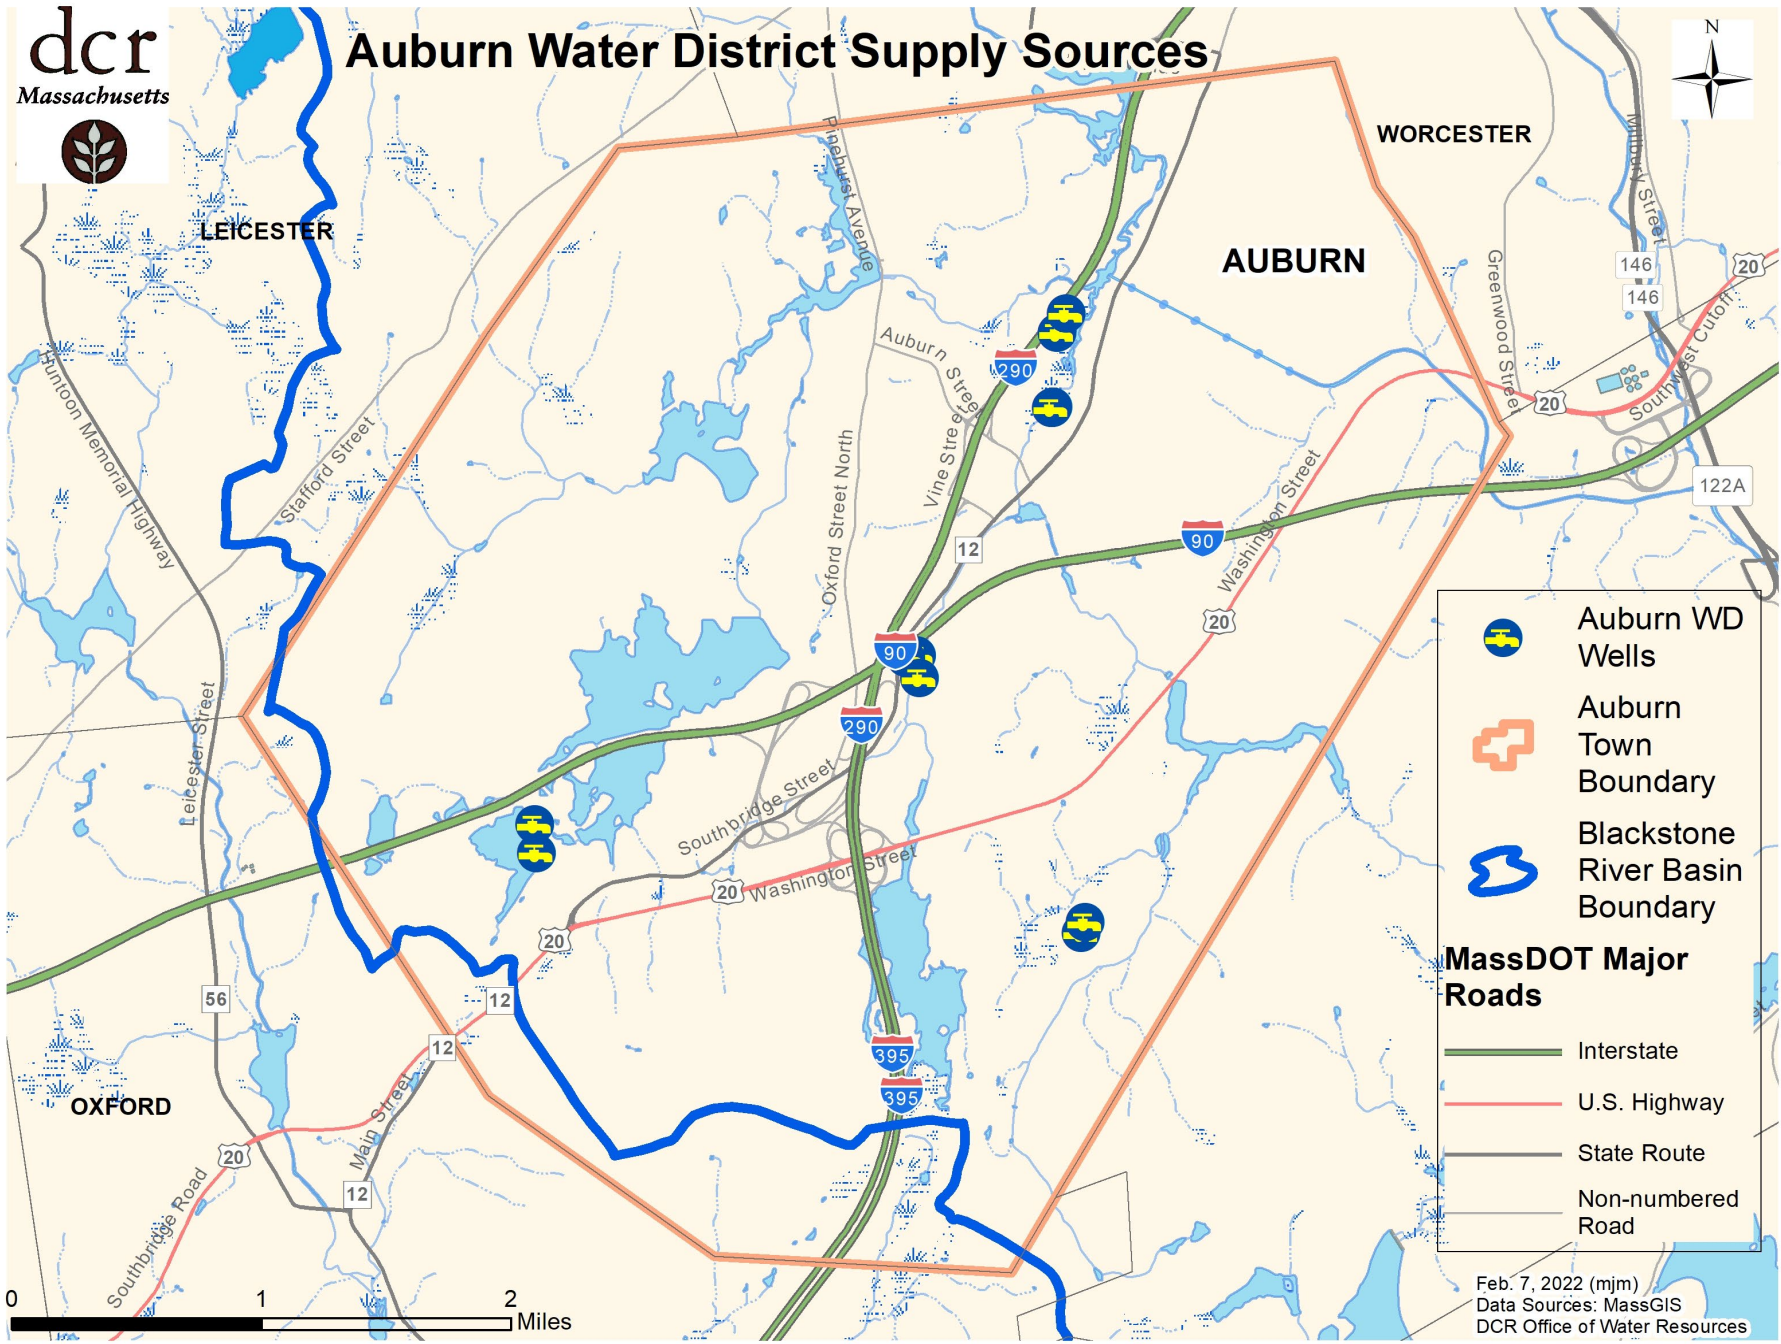 dcr
Massachusetts
Auburn Water District Supply Sources
N
WORCESTER
LEICESTER
AUBURN
OXFORD
Pinehurst Avenue
Millbury Street
Greenwood Street
Southwest Cutoff
146
146
20
Auburn Street
290
20
Huntoon Memorial Highway
Stafford Street
Oxford Street North
Vine Street
Washington Street
122A
12
90
20
90
290
Leicester Street
Southbridge Street
Washington Street
20
20
12
56
12
395
395
Main Street
20
12
Southbridge Road
Auburn WD
Wells
Auburn
Town
Boundary
Blackstone
River Basin
Boundary
MassDOT Major
Roads
Interstate
U.S. Highway
State Route
Non-numbered
Road
0 1 2
Miles
Feb. 7, 2022 (mjm)
Data Sources: MassGIS
DCR Office of Water Resources